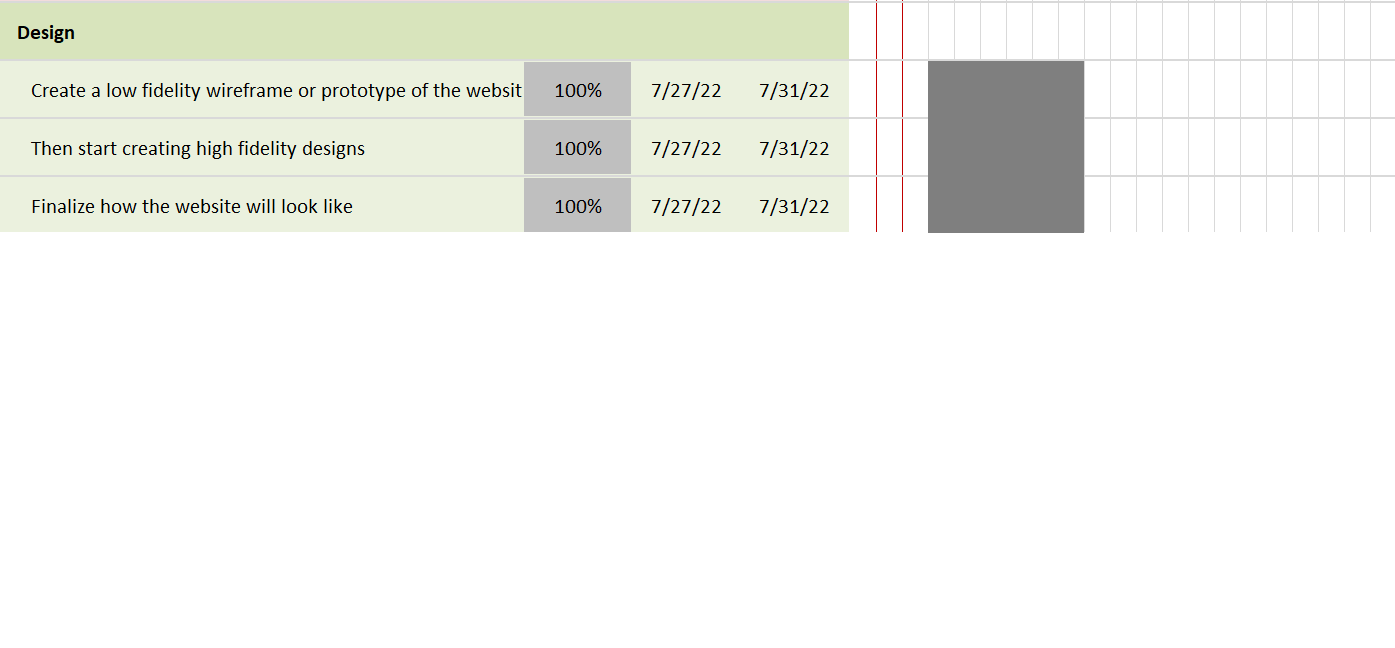 Design
Create a low fidelity wireframe or prototype of the websit 100% 7/27/22 7/31/22
Then start creating high fidelity designs 100% 7/27/22 7/31/22
Finalize how the website will look like 100% 7/27/22 7/31/22